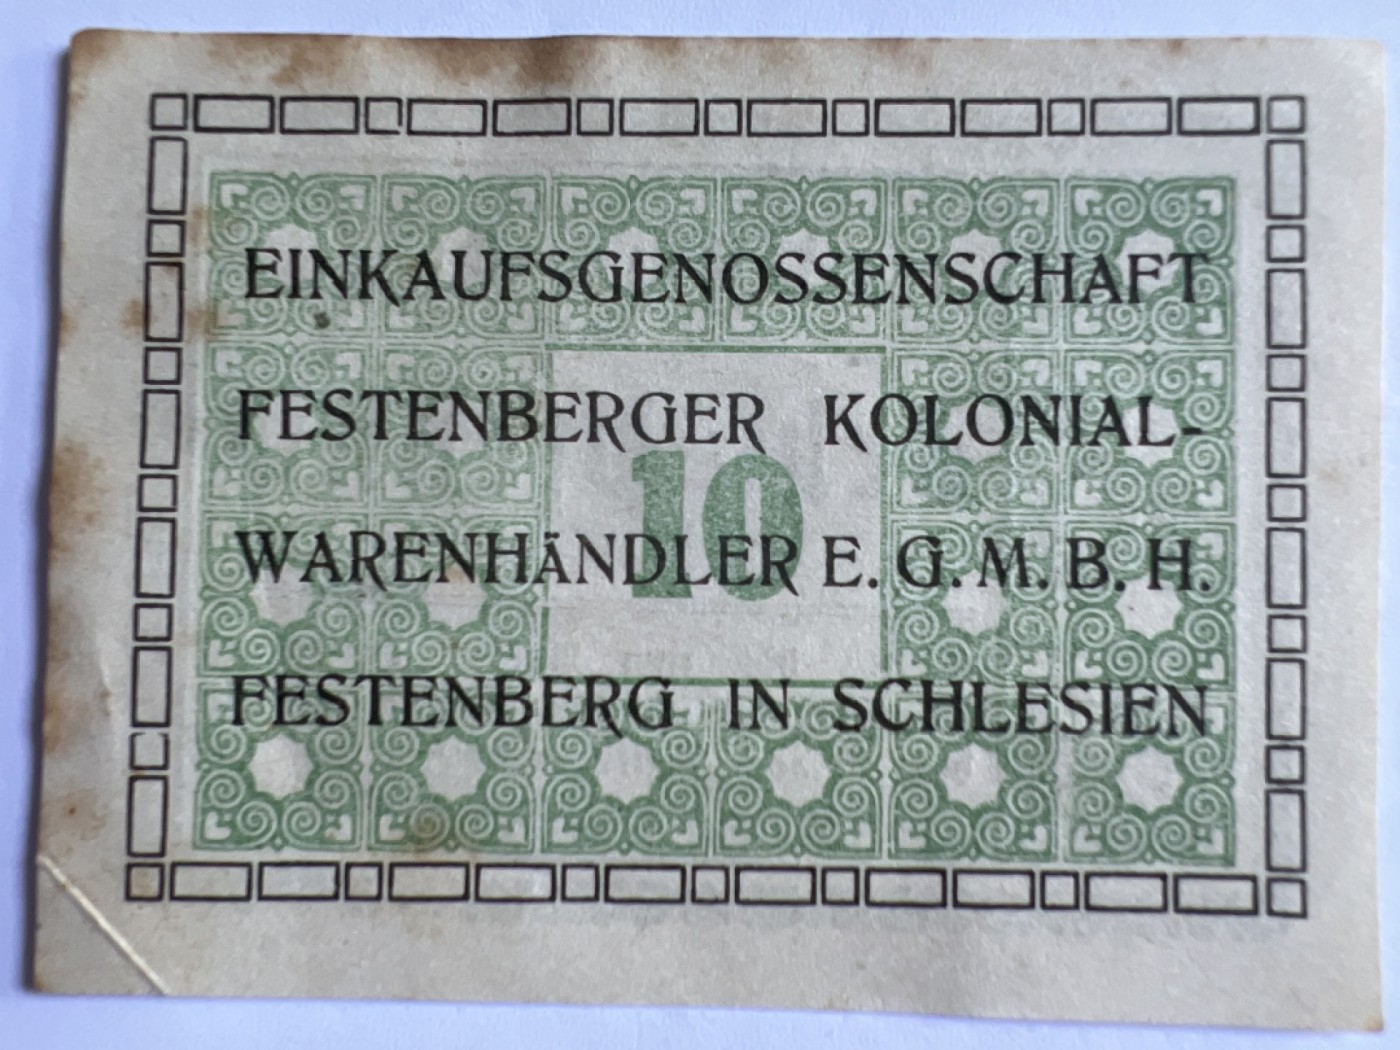 EINKAUFSGENOSSENSCHAFT
FESTENBERGER KOLONIAL-
10
WARENHÄNDLER E. G. M. B. H.
FESTENBERG IN SCHLESIEN